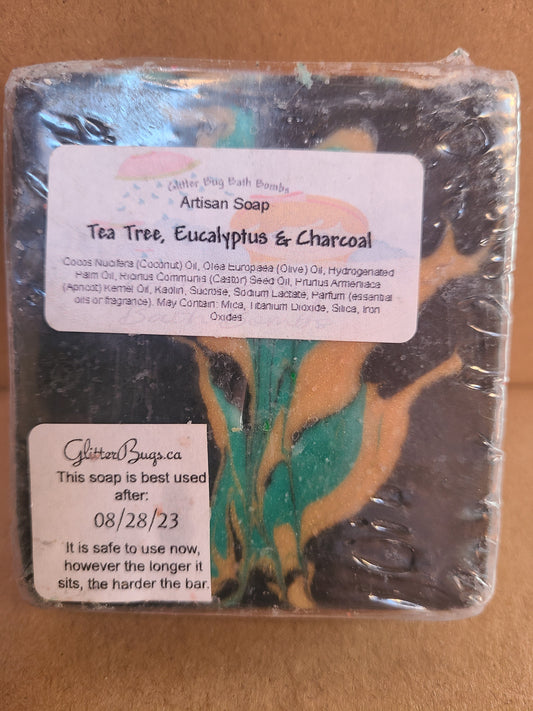 Glitter Bug Bath Bombs
Artisan Soap
Tea Tree, Eucalyptus & Charcoal
Cocos Nucifera (Coconut) Oil, Olea Europaea (Olive) Oil, Hydrogenated
Palm Oil, Ricinus Communis (Castor) Seed Oil, Prunus Armeniaca
(Apricot) Kernel Oil, Kaolin, Sucrose, Sodium Lactate, Parfum (essential
oils or fragrance). May Contain: Mica, Titanium Dioxide, Silica, Iron
Oxides
GlitterBugs.ca
This soap is best used
after:
08/28/23
It is safe to use now,
however the longer it
sits, the harder the bar.